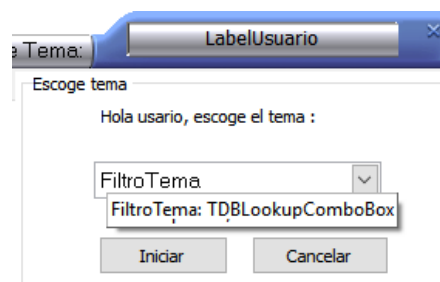 LabelUsuario
e Tema:
Escoge tema
Hola usario, escoge el tema :
FiltroTema
FiltroTema: TDBLookupComboBox
Iniciar
Cancelar